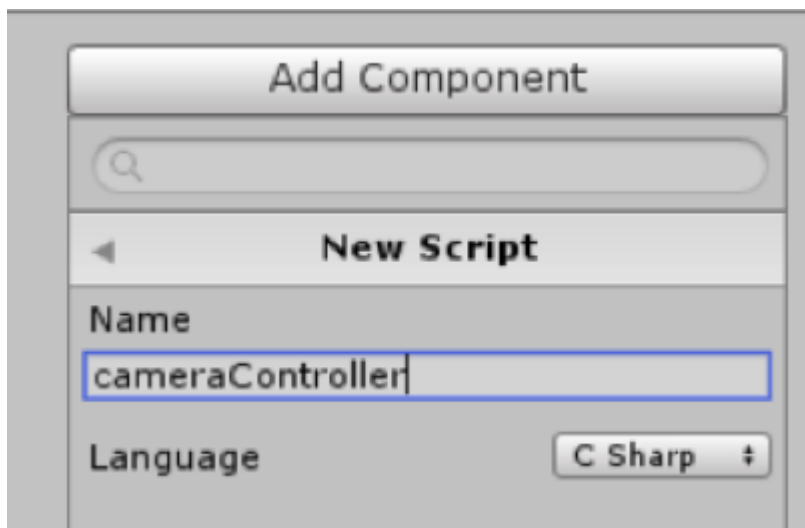 Add Component
New Script
Name
cameraController
Language C Sharp